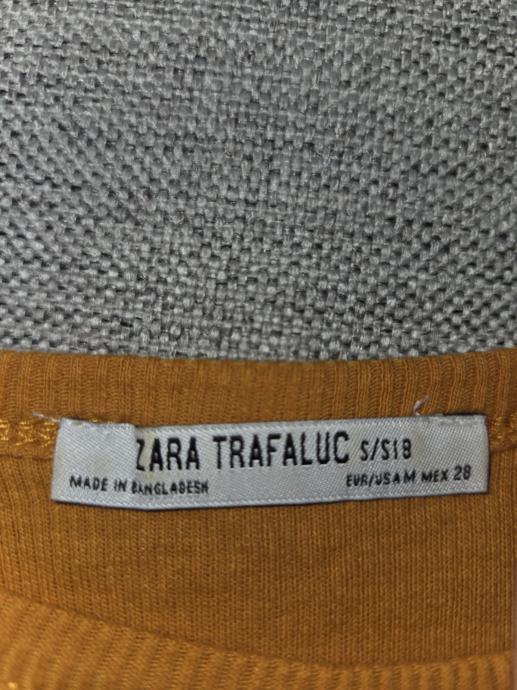 ZARA TRAFALUC S/S18
MADE IN BANGLADESH EUR/USA M MEX 28